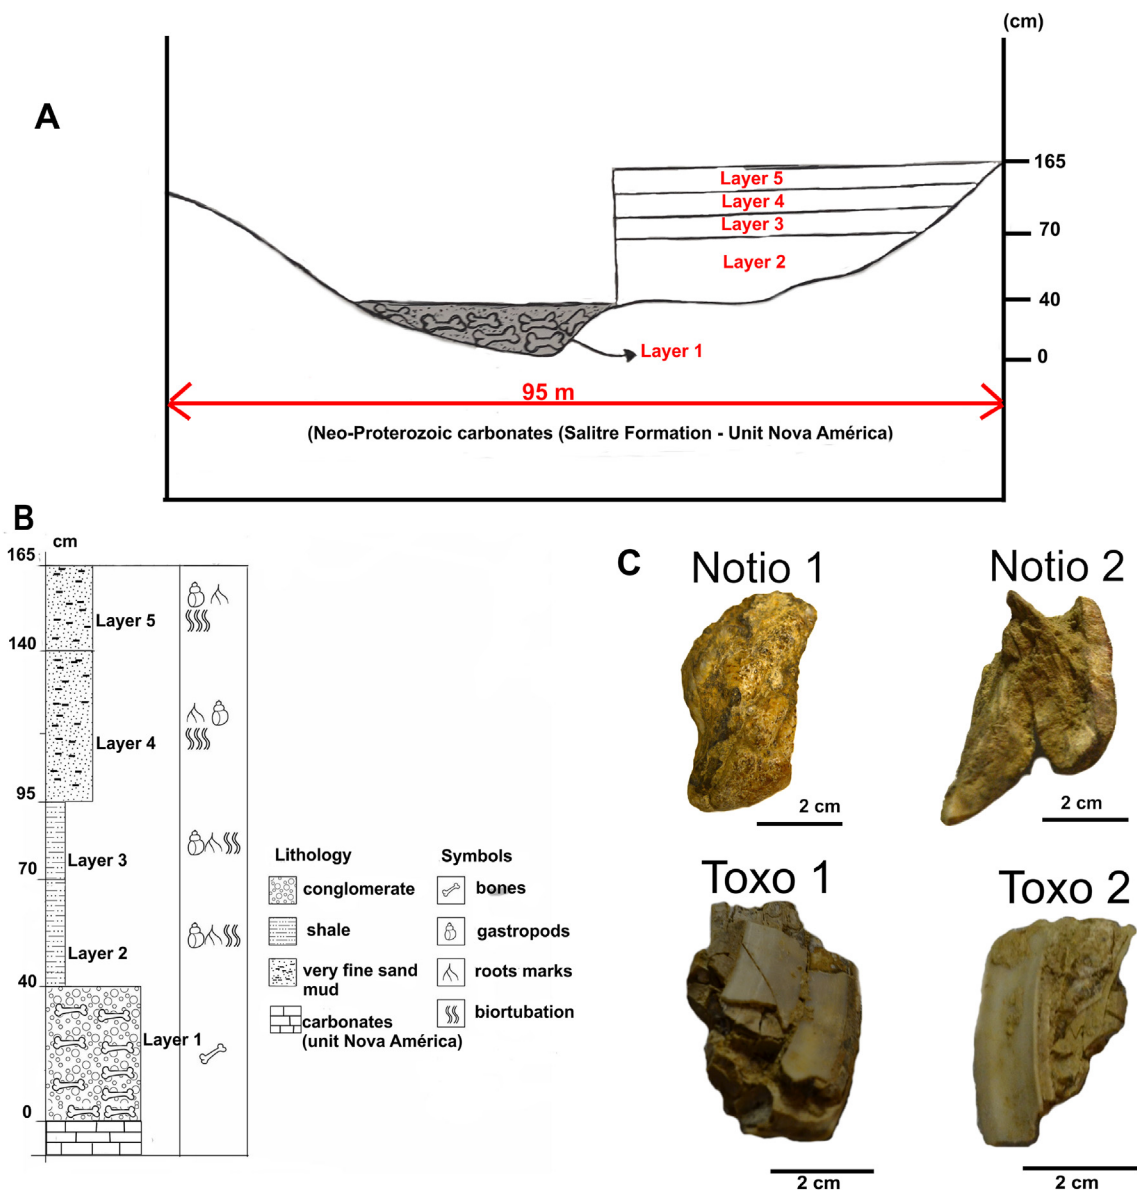 (cm)
A
165
Layer 5
Layer 4
Layer 3
70
Layer 2
40
Layer 1
0
95 m
(Neo-Proterozoic carbonates (Salitre Formation - Unit Nova América)
B
cm
165
Layer 5
140
Layer 4
95
Layer 3
70
Layer 2
40
Layer 1
0
Lithology
conglomerate
shale
very fine sand
mud
carbonates
(unit Nova América)
Symbols
bones
gastropods
roots marks
biortubation
C
Notio 1
Notio 2
2 cm
2 cm
Toxo 1
Toxo 2
2 cm
2 cm